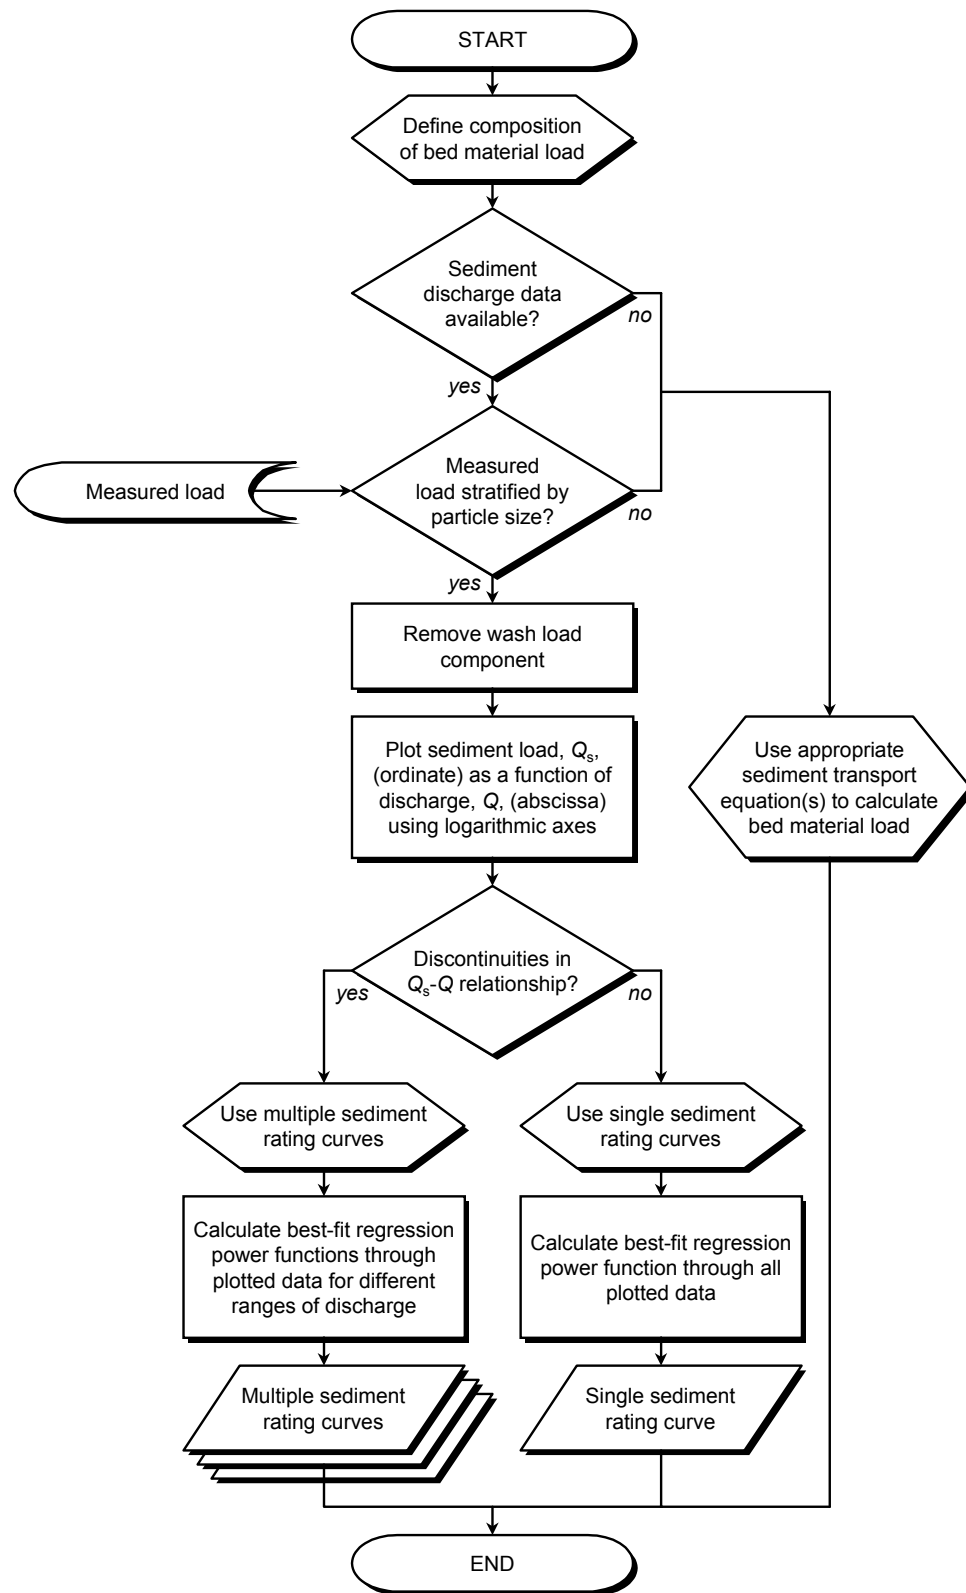 START
Define composition
of bed material load
Sediment
discharge data
available?
no
yes
Measured load
Measured
load stratified by
particle size?
no
yes
Remove wash load
component
Plot sediment load, Qs,
(ordinate) as a function of
discharge, Q, (abscissa)
using logarithmic axes
Use appropriate
sediment transport
equation(s) to calculate
bed material load
Discontinuities in
Qs-Q relationship?
yes
no
Use multiple sediment
rating curves
Use single sediment
rating curves
Calculate best-fit regression
power functions through
plotted data for different
ranges of discharge
Calculate best-fit regression
power function through all
plotted data
Multiple sediment
rating curves
Single sediment
rating curve
END